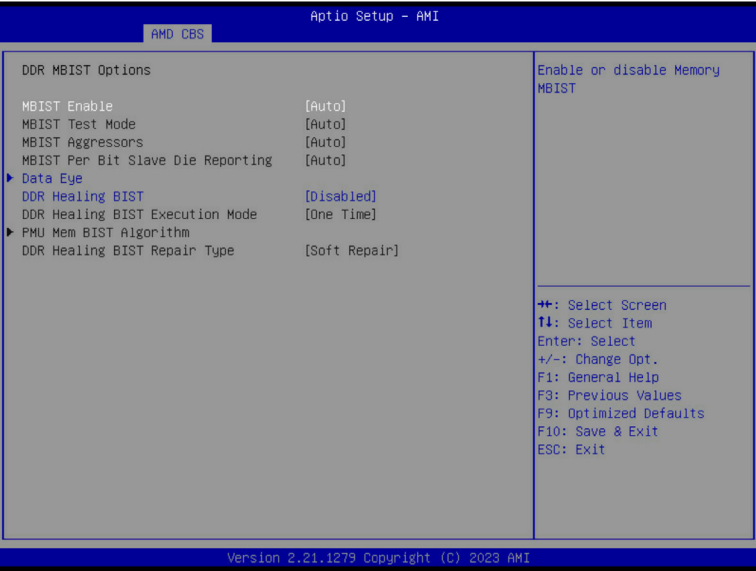 Aptio Setup – AMI
AMD CBS
DDR MBIST Options
MBIST Enable [Auto]
MBIST Test Mode [Auto]
MBIST Aggressors [Auto]
MBIST Per Bit Slave Die Reporting [Auto]
Data Eye
DDR Healing BIST [Disabled]
DDR Healing BIST Execution Mode [One Time]
PMU Mem BIST Algorithm
DDR Healing BIST Repair Type [Soft Repair]
Enable or disable Memory
MBIST
→←: Select Screen
↑↓: Select Item
Enter: Select
+/-: Change Opt.
F1: General Help
F3: Previous Values
F9: Optimized Defaults
F10: Save & Exit
ESC: Exit
Version 2.21.1279 Copyright (C) 2023 AMI